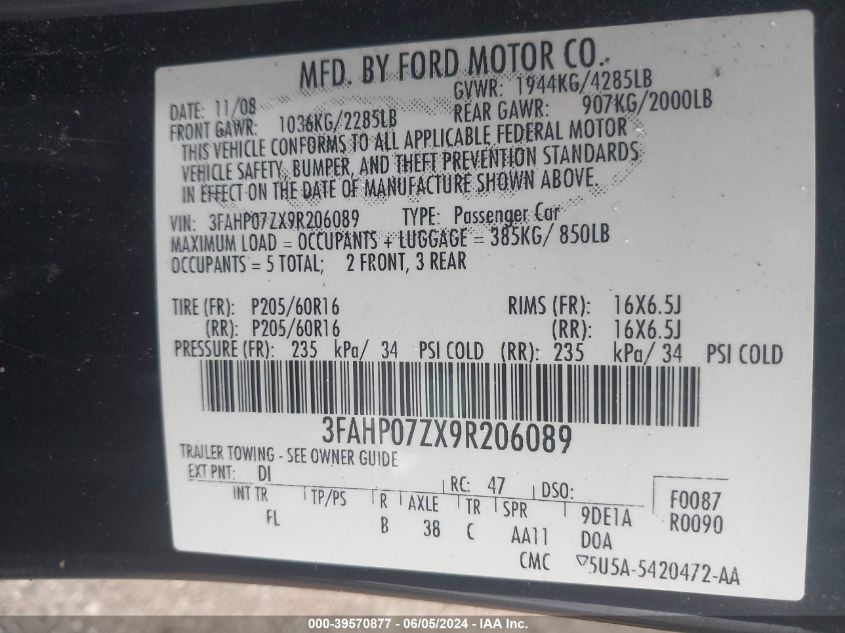 MFD. BY FORD MOTOR CO.
DATE: 11/08 GVWR: 1944KG/4285LB
FRONT GAWR: 1036KG/2285LB REAR GAWR: 907KG/2000LB
THIS VEHICLE CONFORMS TO ALL APPLICABLE FEDERAL MOTOR
VEHICLE SAFETY, BUMPER, AND THEFT PREVENTION STANDARDS
IN EFFECT ON THE DATE OF MANUFACTURE SHOWN ABOVE.
VIN: 3FAHP07ZX9R206089 TYPE: Passenger Car
MAXIMUM LOAD = OCCUPANTS + LUGGAGE = 385KG/ 850LB
OCCUPANTS = 5 TOTAL; 2 FRONT, 3 REAR
TIRE (FR): P205/60R16 RIMS (FR): 16X6.5J
(RR): P205/60R16 (RR): 16X6.5J
PRESSURE (FR): 235 kPa/ 34 PSI COLD (RR): 235 kPa/ 34 PSI COLD
3FAHP07ZX9R206089
TRAILER TOWING - SEE OWNER GUIDE
EXT PNT: DI RC: 47 DSO:
INT TR TP/PS R AXLE TR SPR 9DE1A F0087
FL B 38 C AA11 D0A R0090
CMC 5U5A-5420472-AA
000-39570877 - 06/05/2024 - IAA Inc.